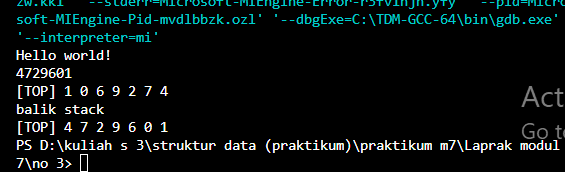 --stderr=Microsoft-MIEngine-Error-r3fv1njn.yfy' '--pid=Micro
soft-MIEngine-Pid-mvdlbbzk.ozl' '--dbgExe=C:\TDM-GCC-64\bin\gdb.exe'
'--interpreter=mi'
Hello world!
4729601
[TOP] 1 0 6 9 2 7 4
balik stack
[TOP] 4 7 2 9 6 0 1
PS D:\kuliah s 3\struktur data (praktikum)\praktikum m7\Laprak modul
7\no 3>
Act
Go to